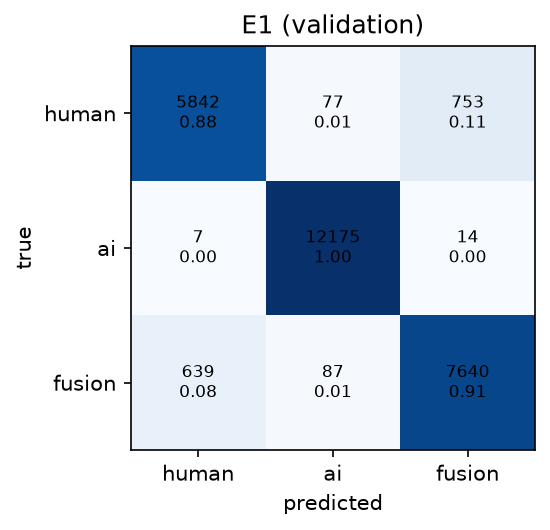 E1 (validation)
human
5842
0.88
77
0.01
753
0.11
true
ai
7
0.00
12175
1.00
14
0.00
fusion
639
0.08
87
0.01
7640
0.91
human
ai
fusion
predicted